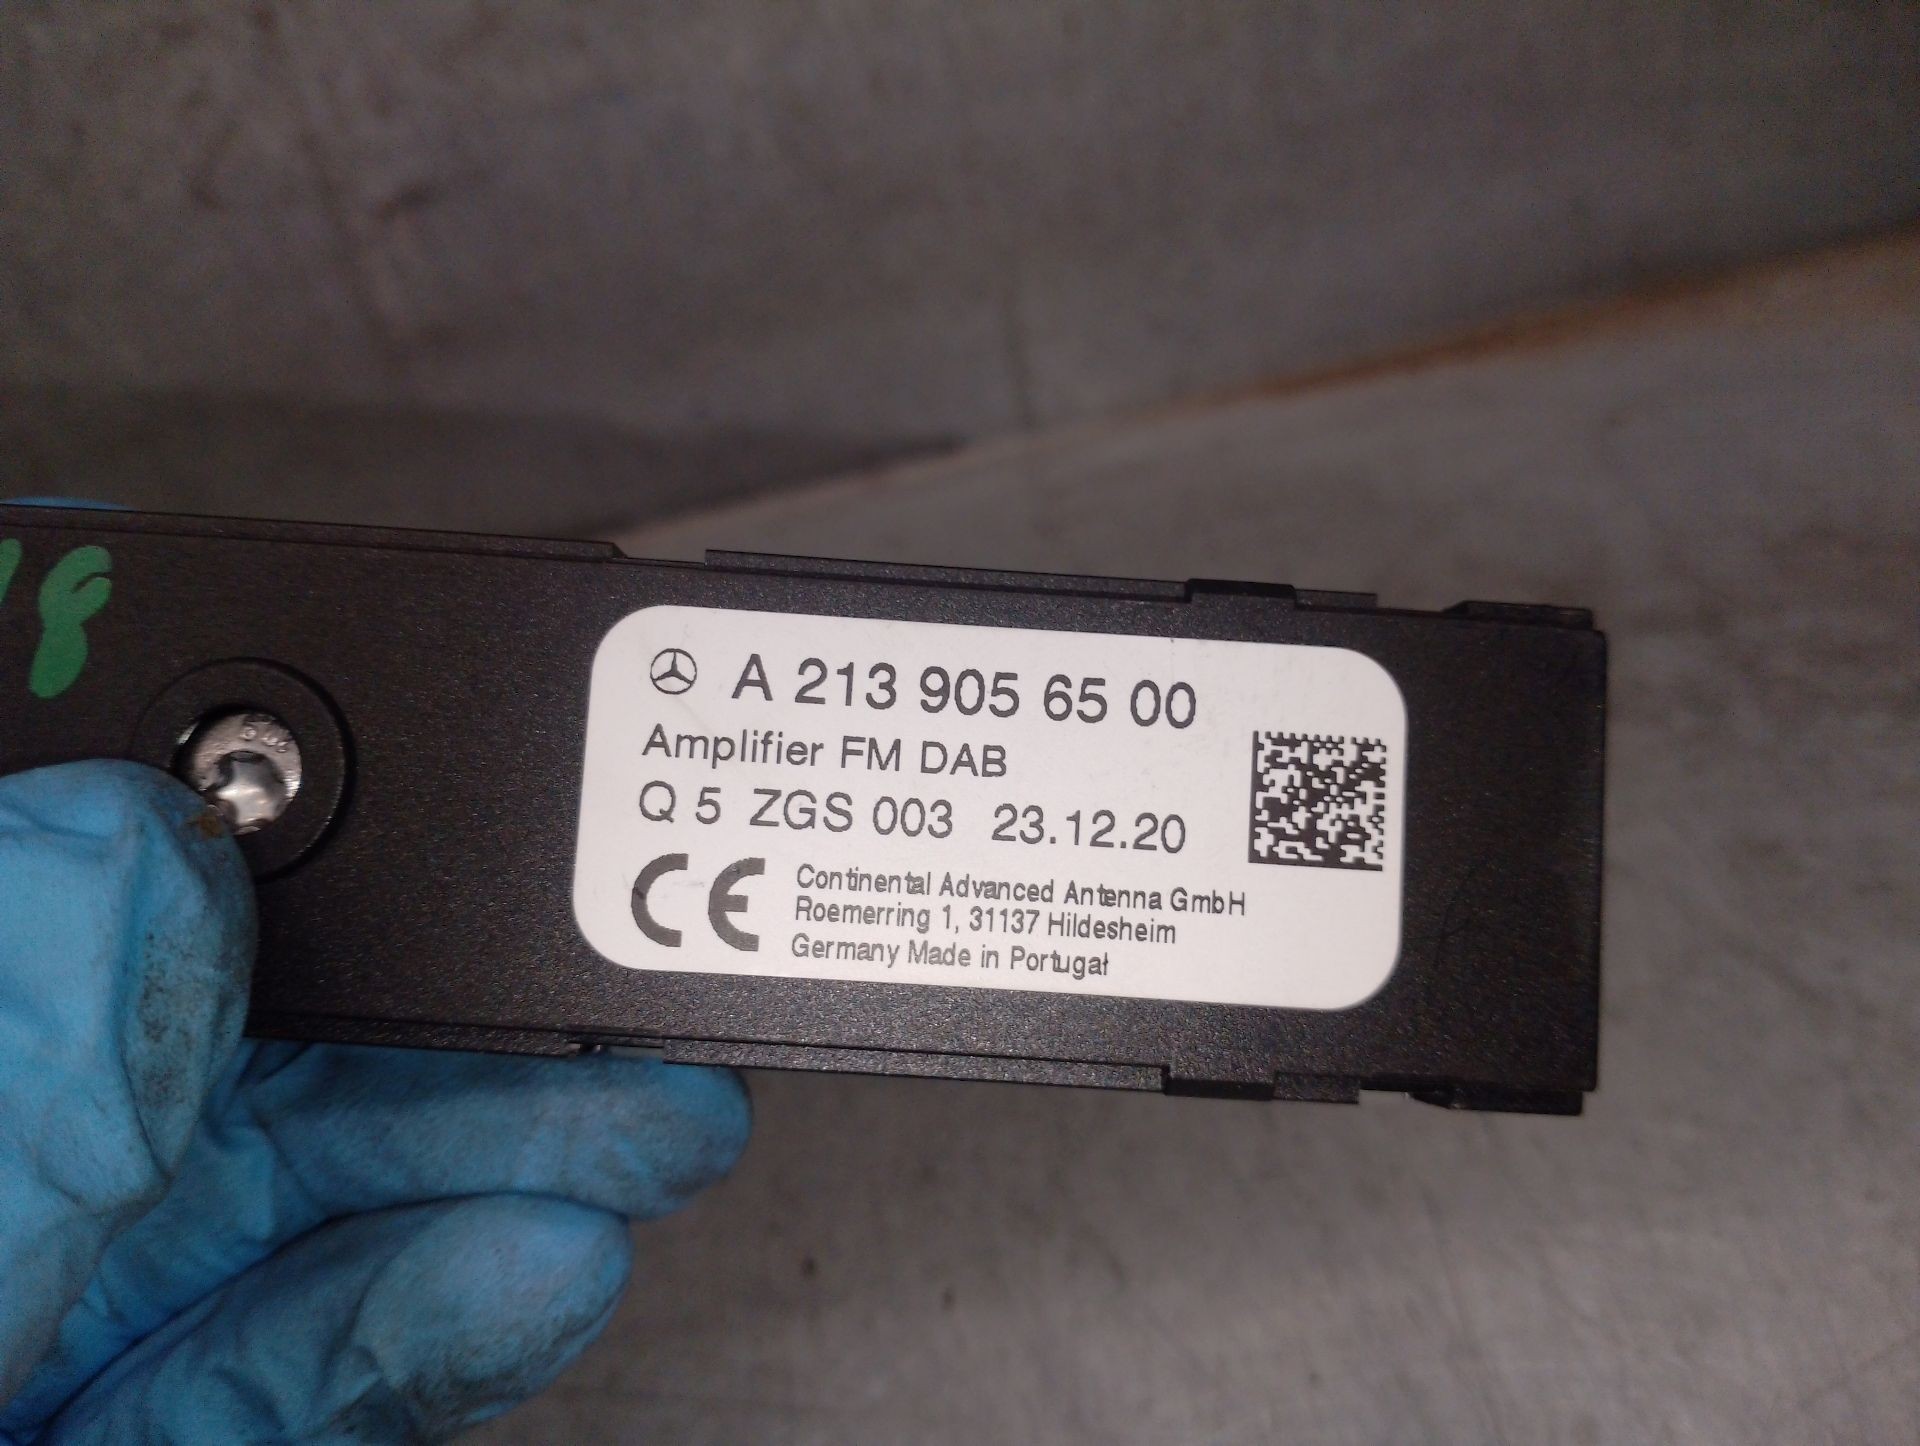 A 213 905 65 00
Amplifier FM DAB
Q 5 ZGS 003 23.12.20
CE Continental Advanced Antenna GmbH
Roemerring 1, 31137 Hildesheim
Germany Made in Portugal